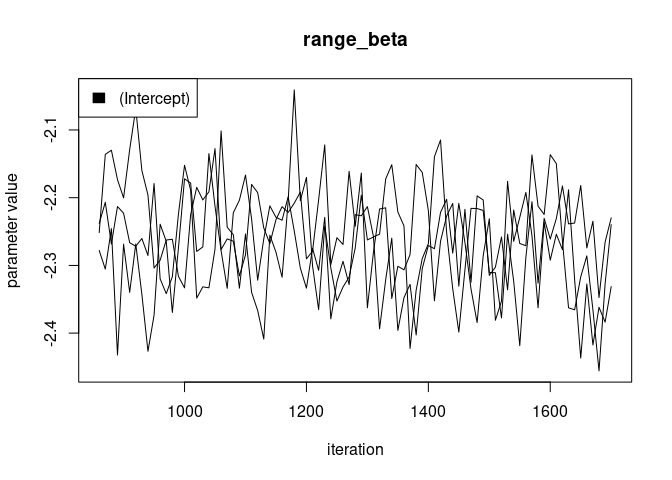 range_beta
(Intercept)
parameter value
-2.1
-2.2
-2.3
-2.4
1000 1200 1400 1600
iteration